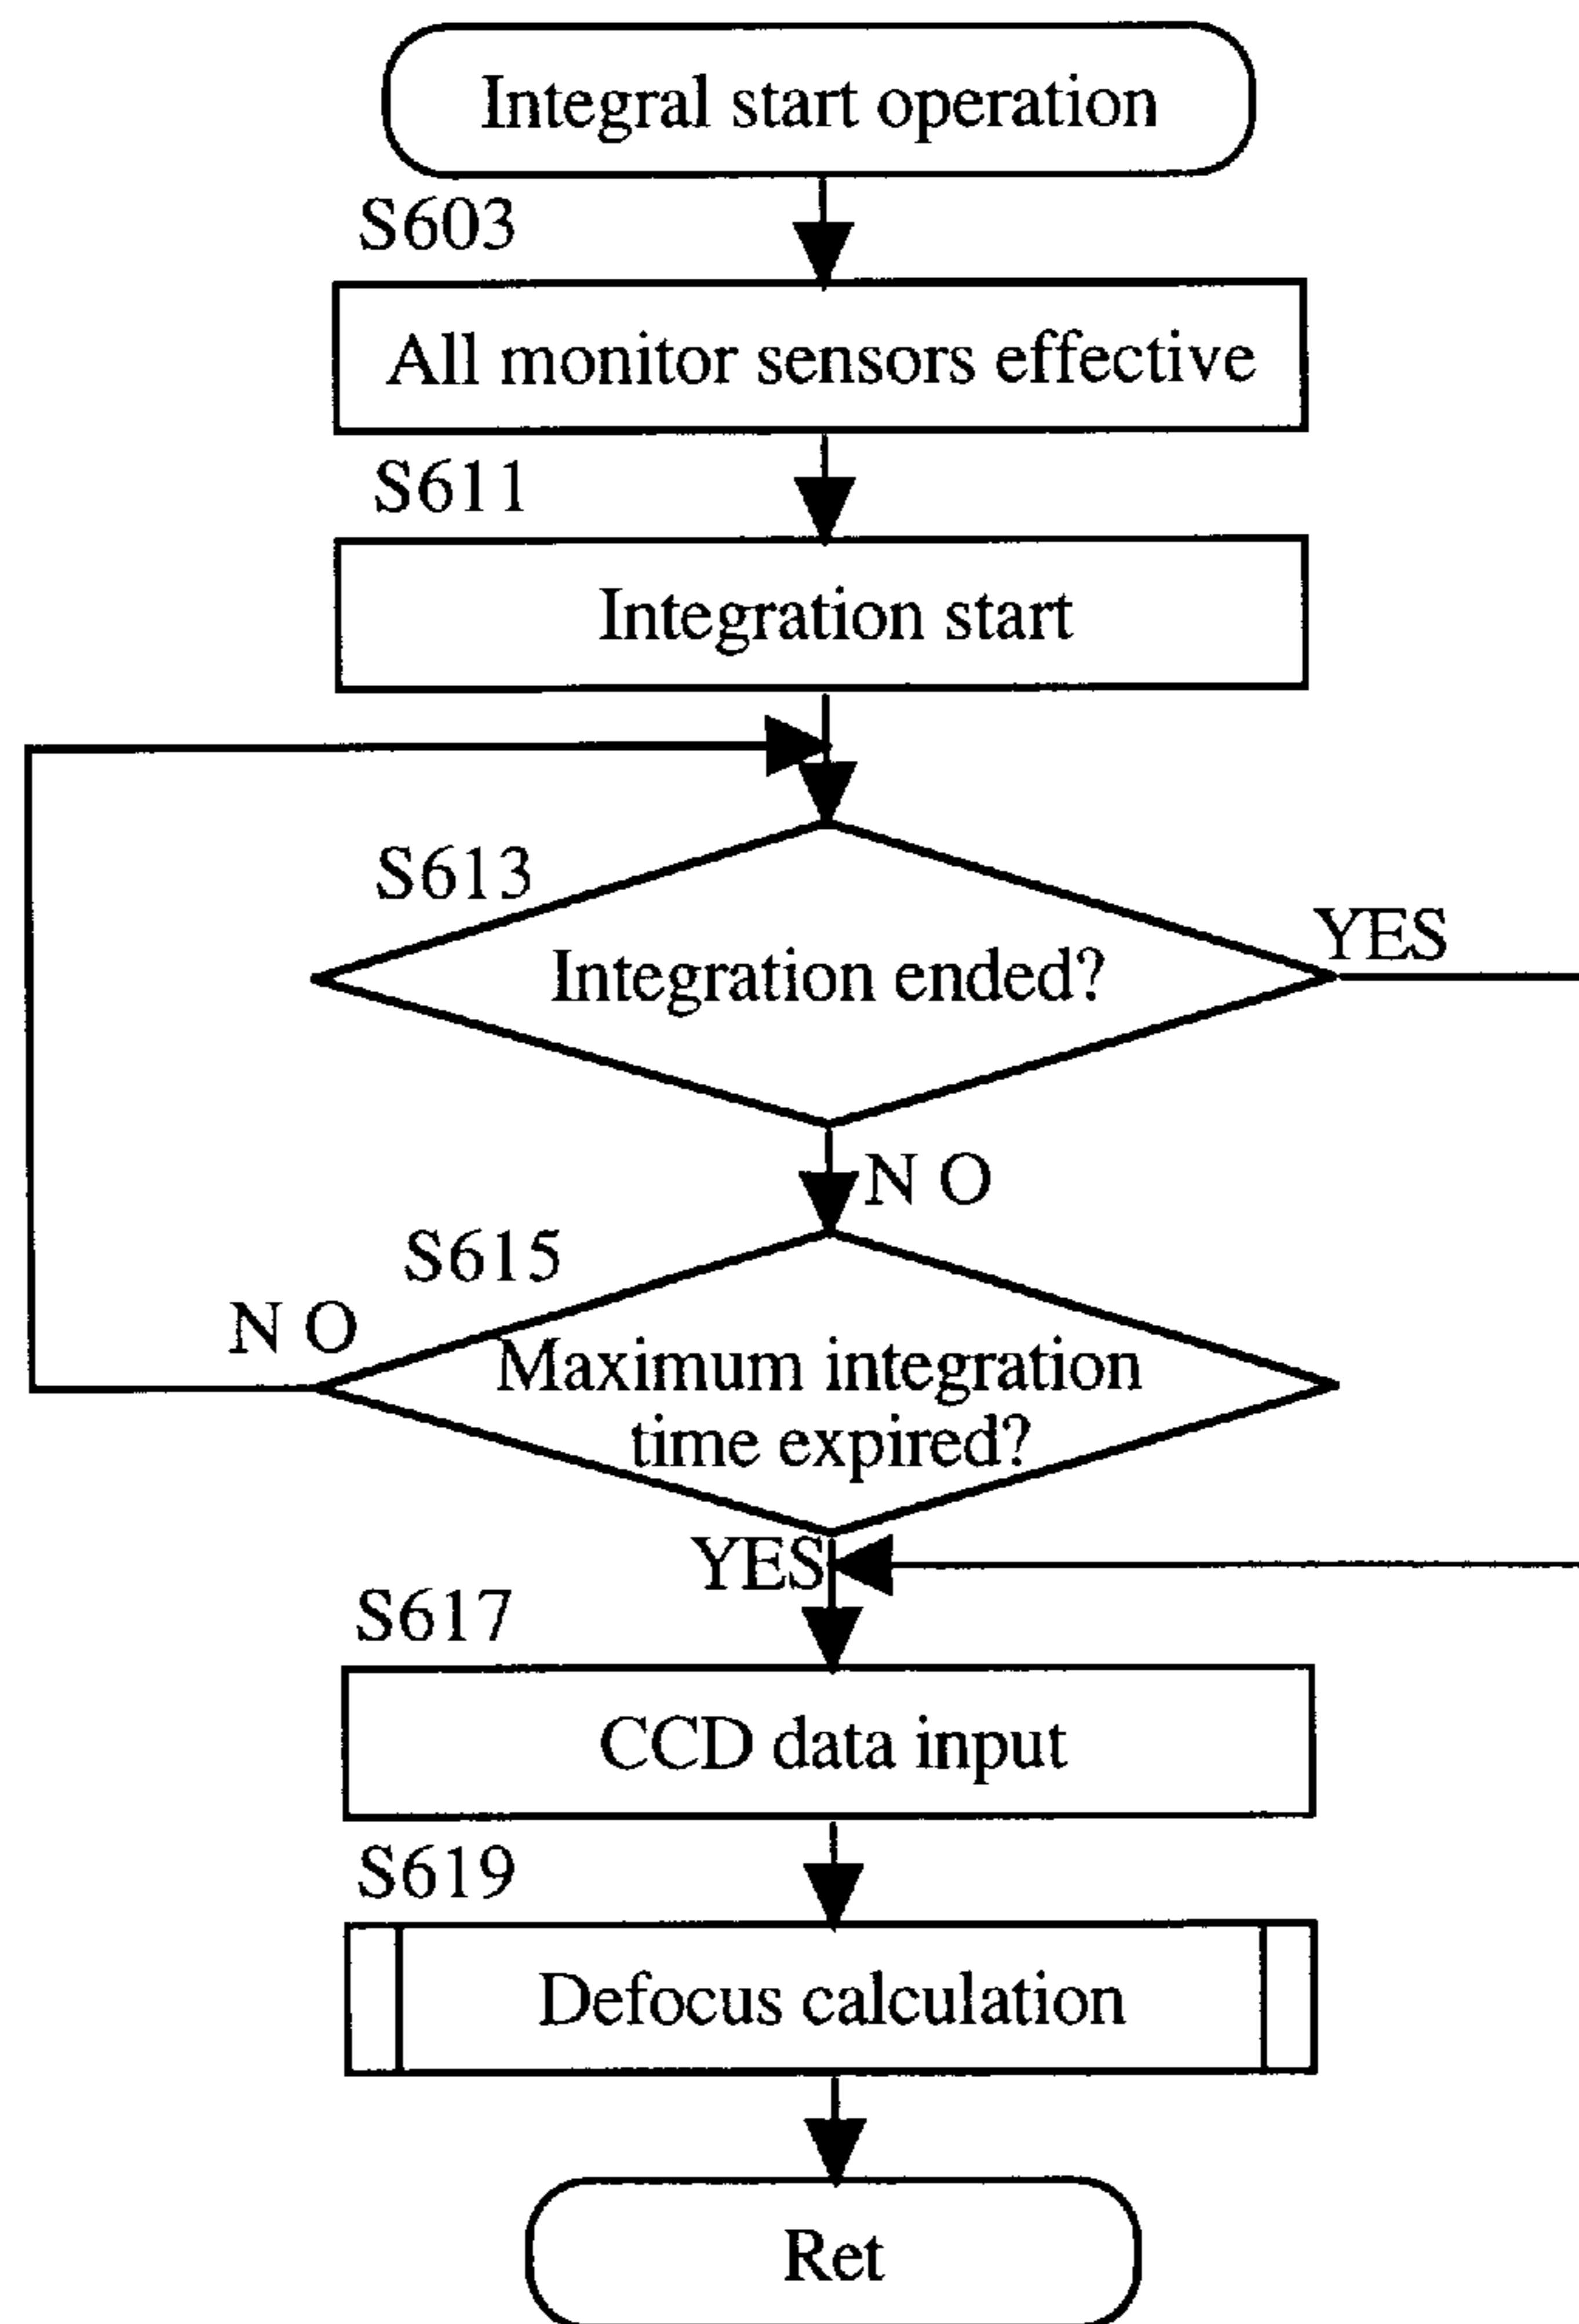 Integral start operation
S603
All monitor sensors effective
S611
Integration start
S613
YES
Integration ended?
N O
S615
N O
Maximum integration
time expired?
YES
S617
CCD data input
S619
Defocus calculation
Ret